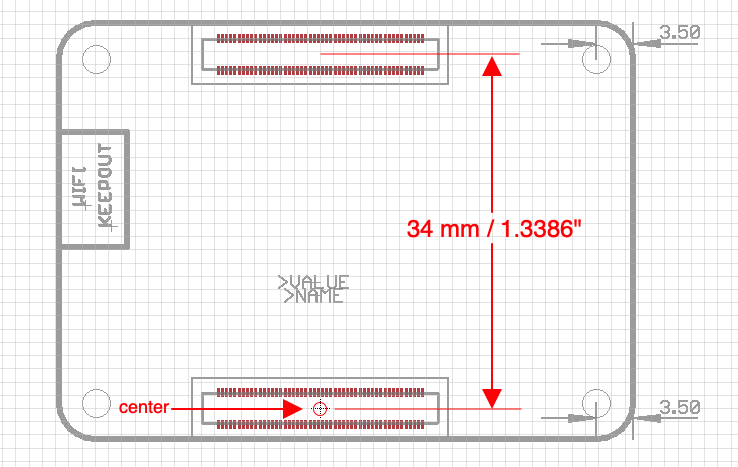 3.50
WIFI
KEEPOUT
34 mm / 1.3386"
>VALUE
>NAME
center
3.50